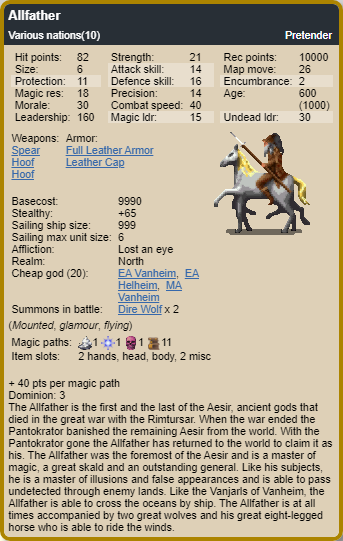 Allfather
Various nations(10) Pretender
Hit points: 82 Strength: 21 Rec points: 10000
Size: 6 Attack skill: 14 Map move: 26
Protection: 11 Defence skill: 16 Encumbrance: 2
Magic res: 18 Precision: 14 Age: 600
Morale: 30 Combat speed: 40 (1000)
Leadership: 160 Magic ldr: 15 Undead ldr: 30
Weapons: Armor:
Spear Full Leather Armor
Hoof Leather Cap
Hoof
Basecost: 9990
Stealthy: +65
Sailing ship size: 999
Sailing max unit size: 6
Affliction: Lost an eye
Realm: North
Cheap god (20): EA Vanheim, EA
Helheim, MA
Vanheim
Summons in battle: Dire Wolf x 2
(Mounted, glamour, flying)
Magic paths: 1 1 1 11
Item slots: 2 hands, head, body, 2 misc
+ 40 pts per magic path
Dominion: 3
The Allfather is the first and the last of the Aesir, ancient gods that
died in the great war with the Rimtursar. When the war ended the
Pantokrator banished the remaining Aesir from the world. With the
Pantokrator gone the Allfather has returned to the world to claim it as
his. The Allfather was the foremost of the Aesir and is a master of
magic, a great skald and an outstanding general. Like his subjects,
he is a master of illusions and false appearances and is able to pass
undetected through enemy lands. Like the Vanjarls of Vanheim, the
Allfather is able to cross the oceans by ship. The Allfather is at all
times accompanied by two great wolves and his great eight-legged
horse who is able to ride the winds.